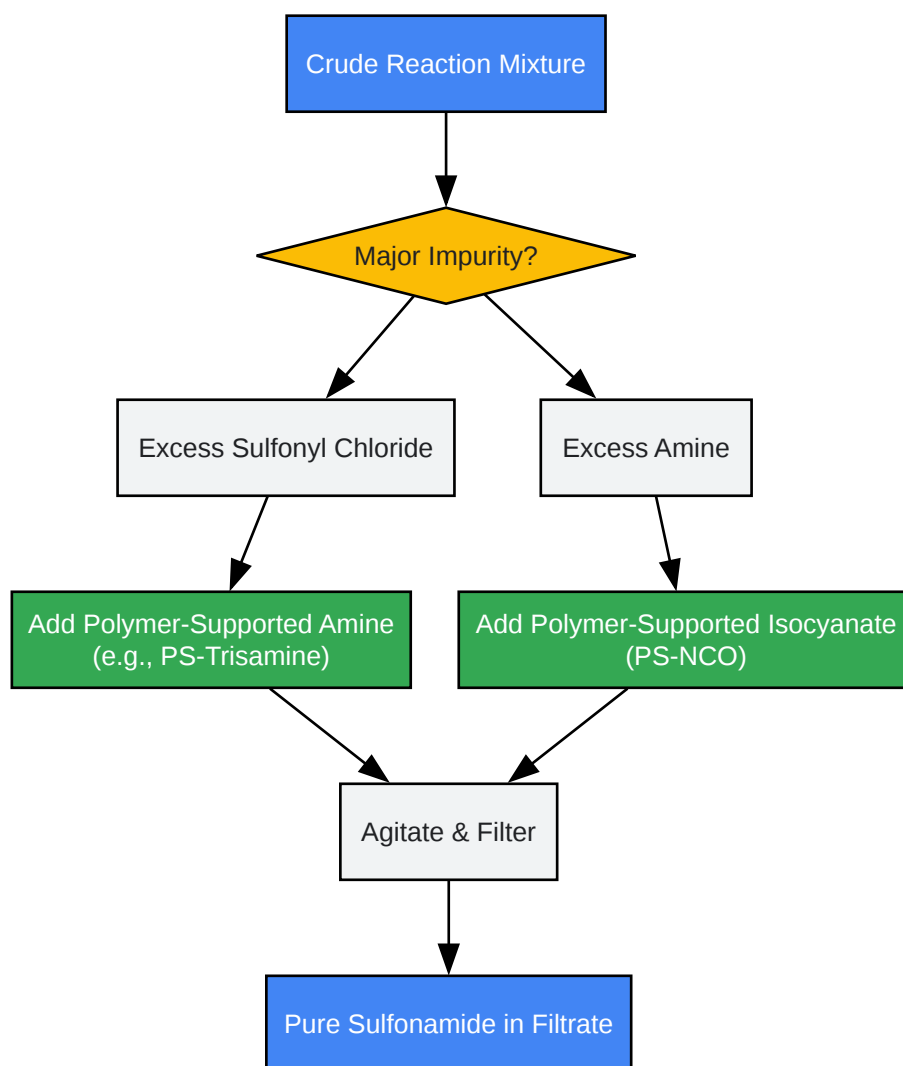 Crude Reaction Mixture
Major Impurity?
Excess Sulfonyl Chloride
Excess Amine
Add Polymer-Supported Amine
(e.g., PS-Trisamine)
Add Polymer-Supported Isocyanate
(PS-NCO)
Agitate & Filter
Pure Sulfonamide in Filtrate